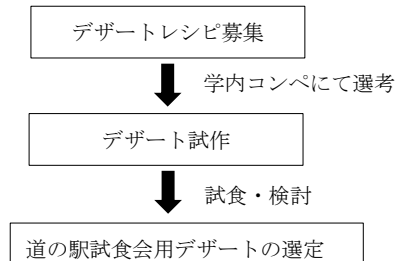 デザートレシピ募集
学内コンペにて選考
デザート試作
試食・検討
道の駅試食会用デザートの選定